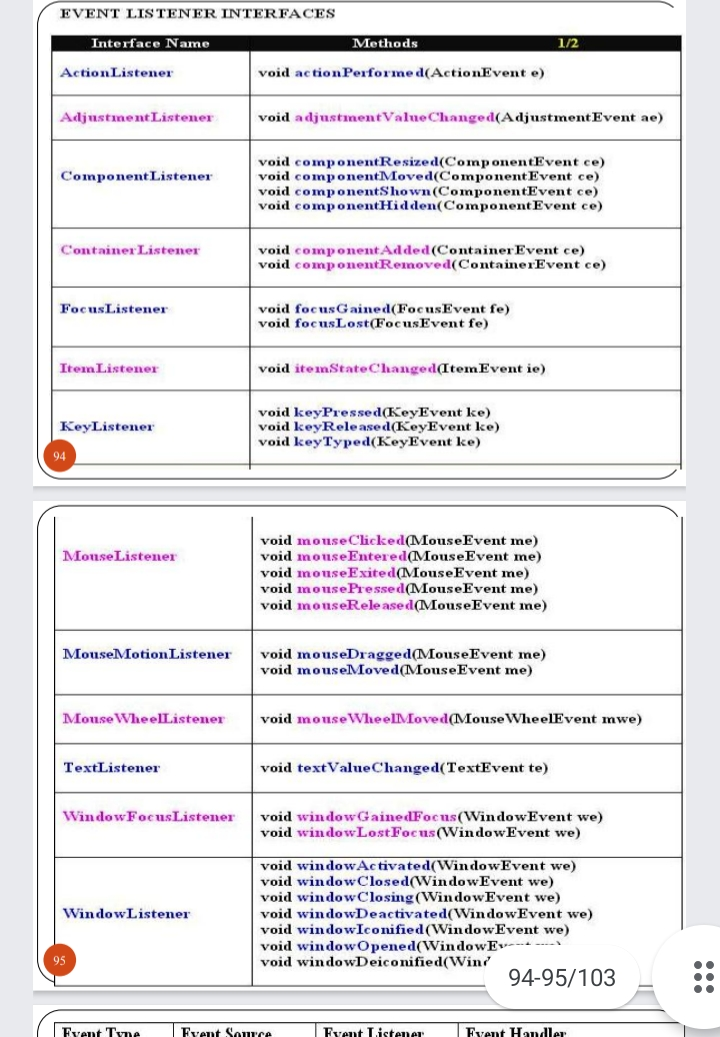 EVENT LISTENER INTERFACES
Interface Name Methods 1/2
ActionListener void actionPerformed(ActionEvent e)
AdjustmentListener void adjustmentValueChanged(AdjustmentEvent ae)
ComponentListener
void componentResized(ComponentEvent ce)
void componentMoved(ComponentEvent ce)
void componentShown(ComponentEvent ce)
void componentHidden(ComponentEvent ce)
ContainerListener
void componentAdded(ContainerEvent ce)
void componentRemoved(ContainerEvent ce)
FocusListener
void focusGained(FocusEvent fe)
void focusLost(FocusEvent fe)
ItemListener void itemStateChanged(ItemEvent ie)
KeyListener
void keyPressed(KeyEvent ke)
void keyReleased(KeyEvent ke)
void keyTyped(KeyEvent ke)
94
MouseListener
void mouseClicked(MouseEvent me)
void mouseEntered(MouseEvent me)
void mouseExited(MouseEvent me)
void mousePressed(MouseEvent me)
void mouseReleased(MouseEvent me)
MouseMotionListener
void mouseDragged(MouseEvent me)
void mouseMoved(MouseEvent me)
MouseWheelListener void mouseWheelMoved(MouseWheelEvent mwe)
TextListener void textValueChanged(TextEvent te)
WindowFocusListener
void windowGainedFocus(WindowEvent we)
void windowLostFocus(WindowEvent we)
WindowListener
void windowActivated(WindowEvent we)
void windowClosed(WindowEvent we)
void windowClosing(WindowEvent we)
void windowDeactivated(WindowEvent we)
void windowIconified(WindowEvent we)
void windowOpened(WindowEv
void windowDeiconified(Wind
95
94-95/103
Event Type Event Source Event Listener Event Handler